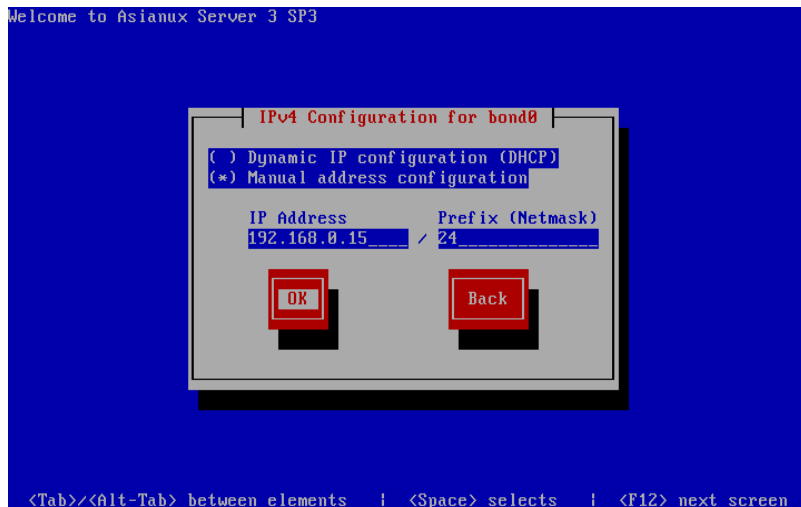 Welcome to Asianux Server 3 SP3
IPv4 Configuration for bond0
( ) Dynamic IP configuration (DHCP)
(*) Manual address configuration
IP Address Prefix (Netmask)
192.168.0.15____ / 24______________
OK Back
<Tab>/<Alt-Tab> between elements | <Space> selects | <F12> next screen